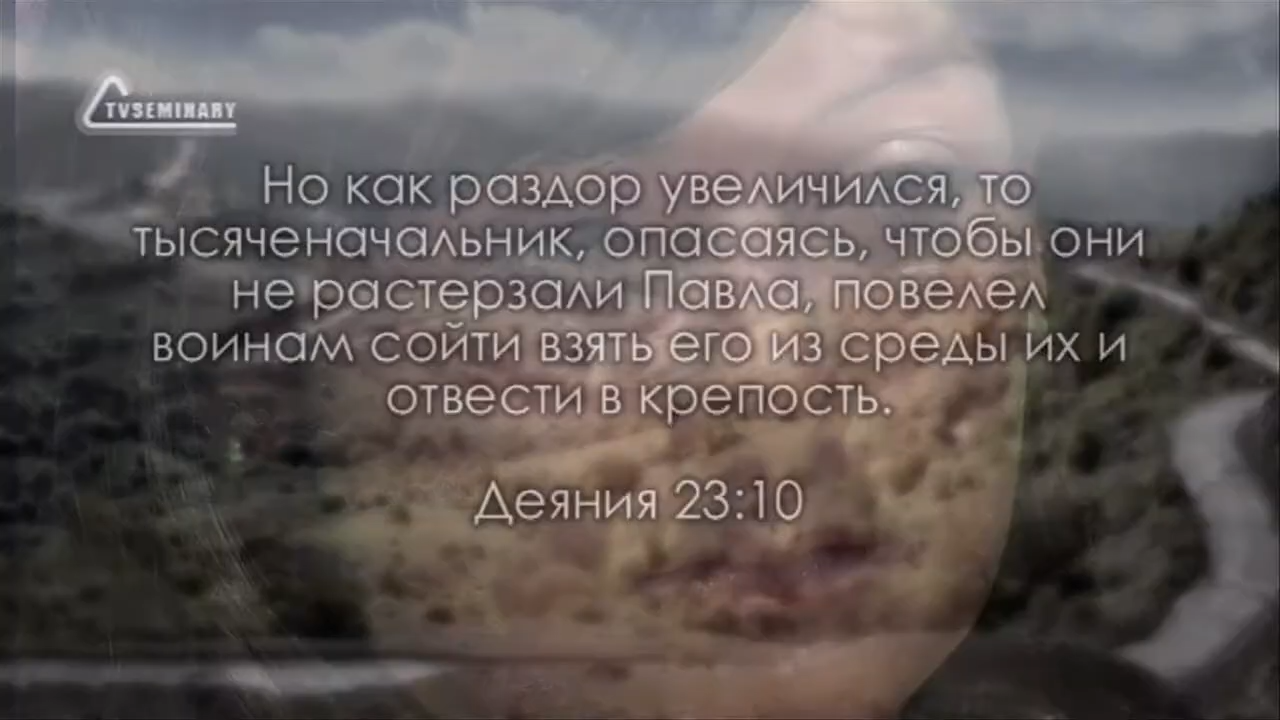 TVSEMINARY
Но как раздор увеличился, то
тысяченачальник, опасаясь, чтобы они
не растерзали Павла, повелел
воинам сойти взять его из среды их и
отвести в крепость.
Деяния 23:10